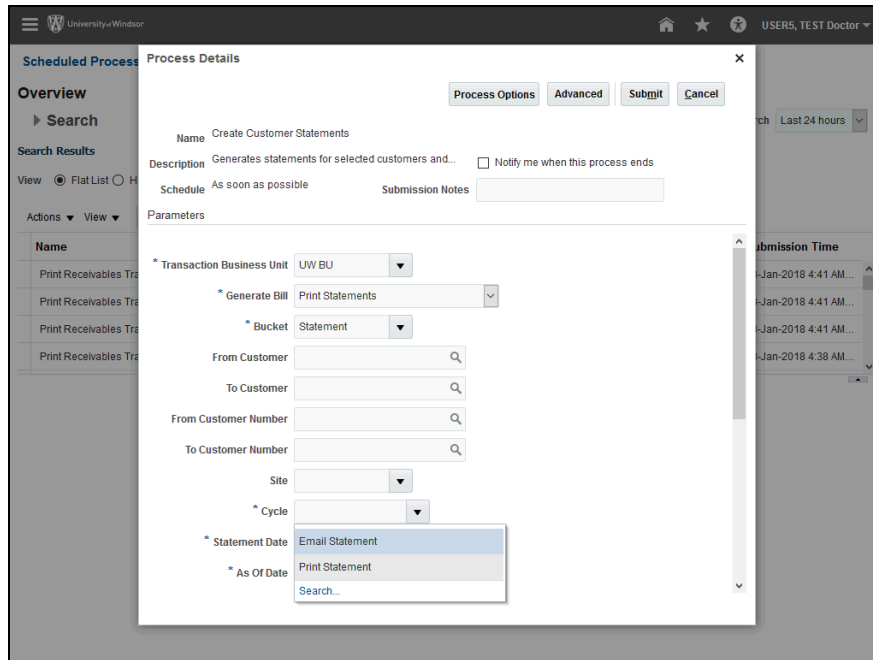 University of Windsor
USER5, TEST Doctor
Scheduled Process
Process Details
Overview
Process Options Advanced Submit Cancel
Search
rch Last 24 hours
Name Create Customer Statements
Search Results
Description Generates statements for selected customers and... Notify me when this process ends
View Flat List H
Schedule As soon as possible Submission Notes
Actions View
Parameters
Name
ubmission Time
* Transaction Business Unit UW BU
Print Receivables Tra
-Jan-2018 4:41 AM...
* Generate Bill Print Statements
Print Receivables Tra
-Jan-2018 4:41 AM...
* Bucket Statement
Print Receivables Tra
-Jan-2018 4:41 AM...
From Customer
Print Receivables Tra
-Jan-2018 4:38 AM...
To Customer
From Customer Number
To Customer Number
Site
* Cycle
* Statement Date Email Statement
* As Of Date Print Statement
Search...